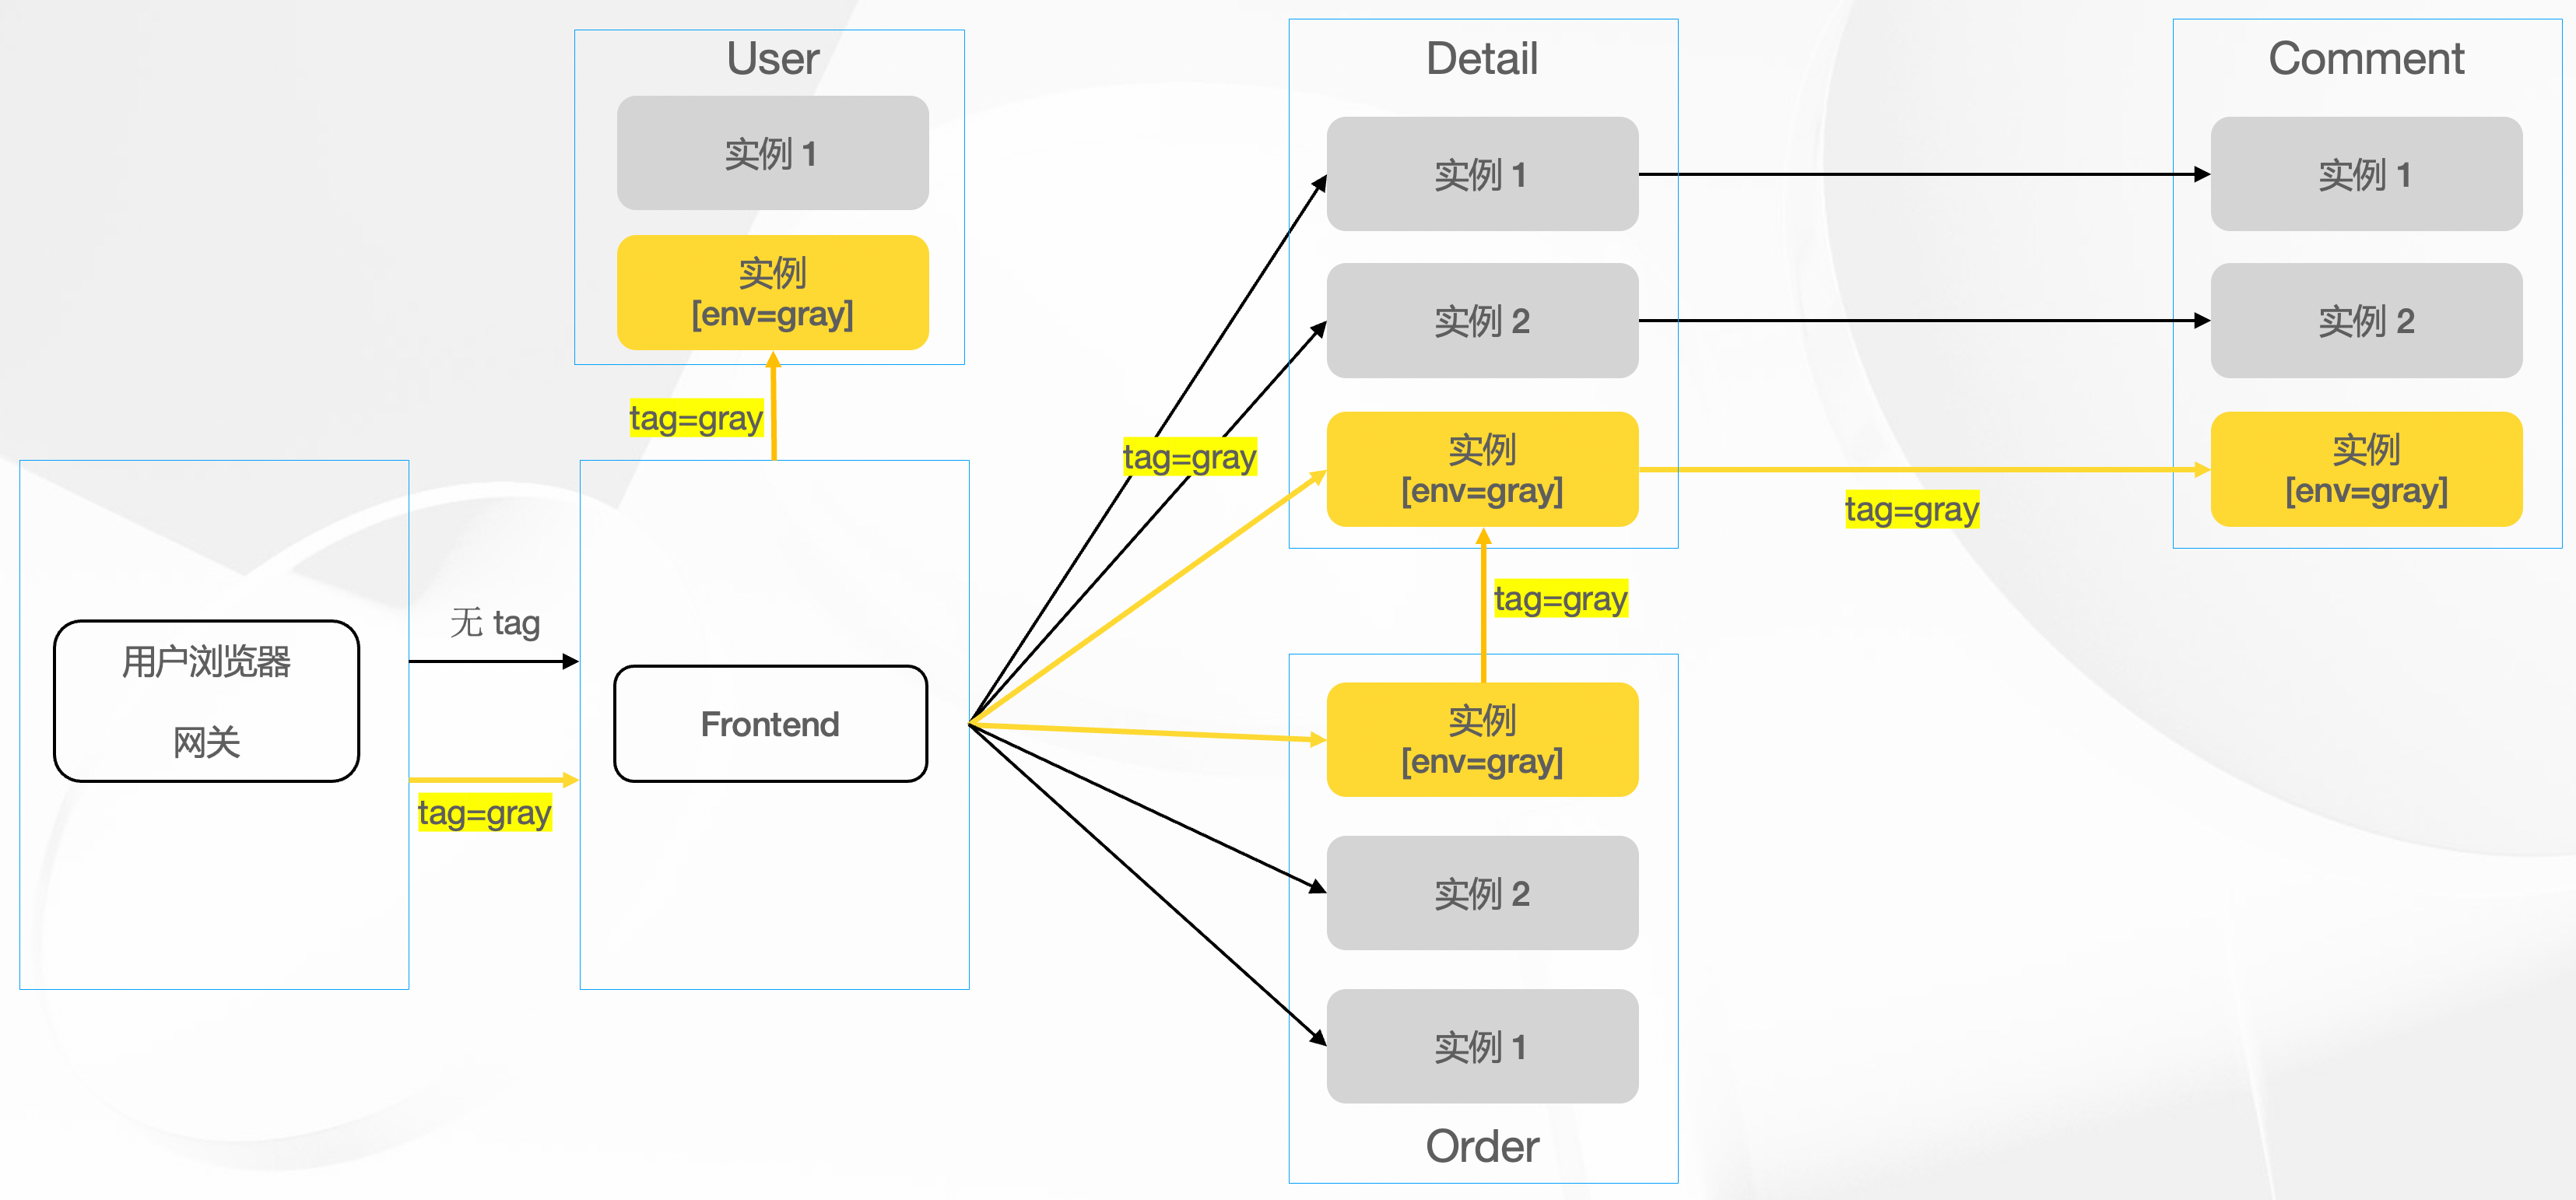 User
实例 1
实例
[env=gray]
tag=gray
用户浏览器
网关
无 tag
tag=gray
Frontend
tag=gray
Detail
实例 1
实例 2
实例
[env=gray]
tag=gray
实例
[env=gray]
实例 2
实例 1
Order
tag=gray
Comment
实例 1
实例 2
实例
[env=gray]